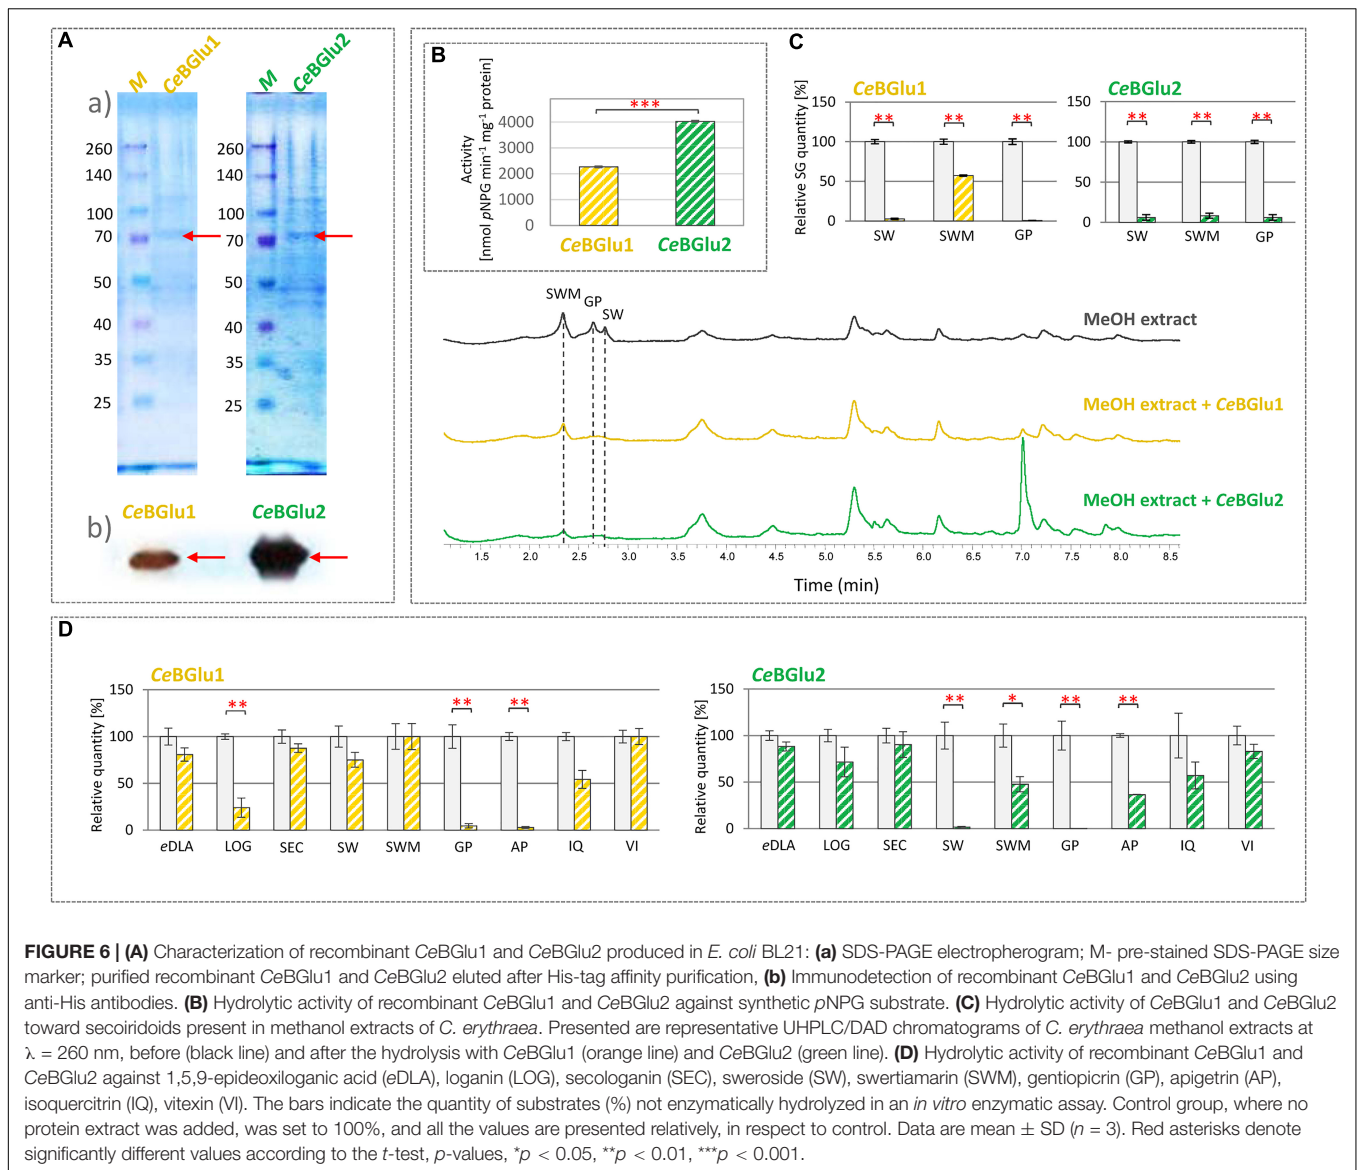 A
M CeBGlu1
M CeBGlu2
a)
260
140
100
70
50
40
35
25
260
140
100
70
50
40
35
25
CeBGlu1 CeBGlu2
b)
B
***
Activity
[nmol pNPG min-1 mg-1 protein]
4000
3000
2000
1000
0
CeBGlu1 CeBGlu2
C
CeBGlu1
Relative SG quantity [%]
150
100
50
0
** ** **
SW SWM GP
CeBGlu2
150
100
50
0
** ** **
SW SWM GP
SWM GP SW
MeOH extract
MeOH extract + CeBGlu1
MeOH extract + CeBGlu2
1.5 2.0 2.5 3.0 3.5 4.0 4.5 5.0 5.5 6.0 6.5 7.0 7.5 8.0 8.5
Time (min)
D
CeBGlu1
Relative quantity [%]
150
100
50
0
** ** **
eDLA LOG SEC SW SWM GP AP IQ VI
CeBGlu2
Relative quantity [%]
150
100
50
0
** * ** **
eDLA LOG SEC SW SWM GP AP IQ VI
FIGURE 6 | (A) Characterization of recombinant CeBGlu1 and CeBGlu2 produced in E. coli BL21: (a) SDS-PAGE electropherogram; M- pre-stained SDS-PAGE size
marker; purified recombinant CeBGlu1 and CeBGlu2 eluted after His-tag affinity purification, (b) Immunodetection of recombinant CeBGlu1 and CeBGlu2 using
anti-His antibodies. (B) Hydrolytic activity of recombinant CeBGlu1 and CeBGlu2 against synthetic pNPG substrate. (C) Hydrolytic activity of CeBGlu1 and CeBGlu2
toward secoiridoids present in methanol extracts of C. erythraea. Presented are representative UHPLC/DAD chromatograms of C. erythraea methanol extracts at
λ = 260 nm, before (black line) and after the hydrolysis with CeBGlu1 (orange line) and CeBGlu2 (green line). (D) Hydrolytic activity of recombinant CeBGlu1 and
CeBGlu2 against 1,5,9-epideoxiloganic acid (eDLA), loganin (LOG), secologanin (SEC), sweroside (SW), swertiamarin (SWM), gentiopicrin (GP), apigetrin (AP),
isoquercitrin (IQ), vitexin (VI). The bars indicate the quantity of substrates (%) not enzymatically hydrolyzed in an in vitro enzymatic assay. Control group, where no
protein extract was added, was set to 100%, and all the values are presented relatively, in respect to control. Data are mean ± SD (n = 3). Red asterisks denote
significantly different values according to the t-test, p-values, *p < 0.05, **p < 0.01, ***p < 0.001.